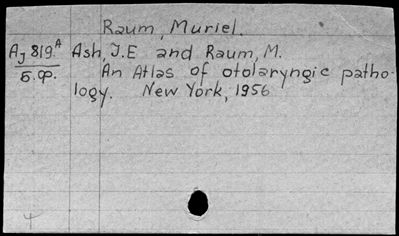 Raum, Muriel.
Aj 819.A Ash, J.E and Raum, M.
Б.Ф. An Atlas of otolaryngic patho-
logy. New York, 1956